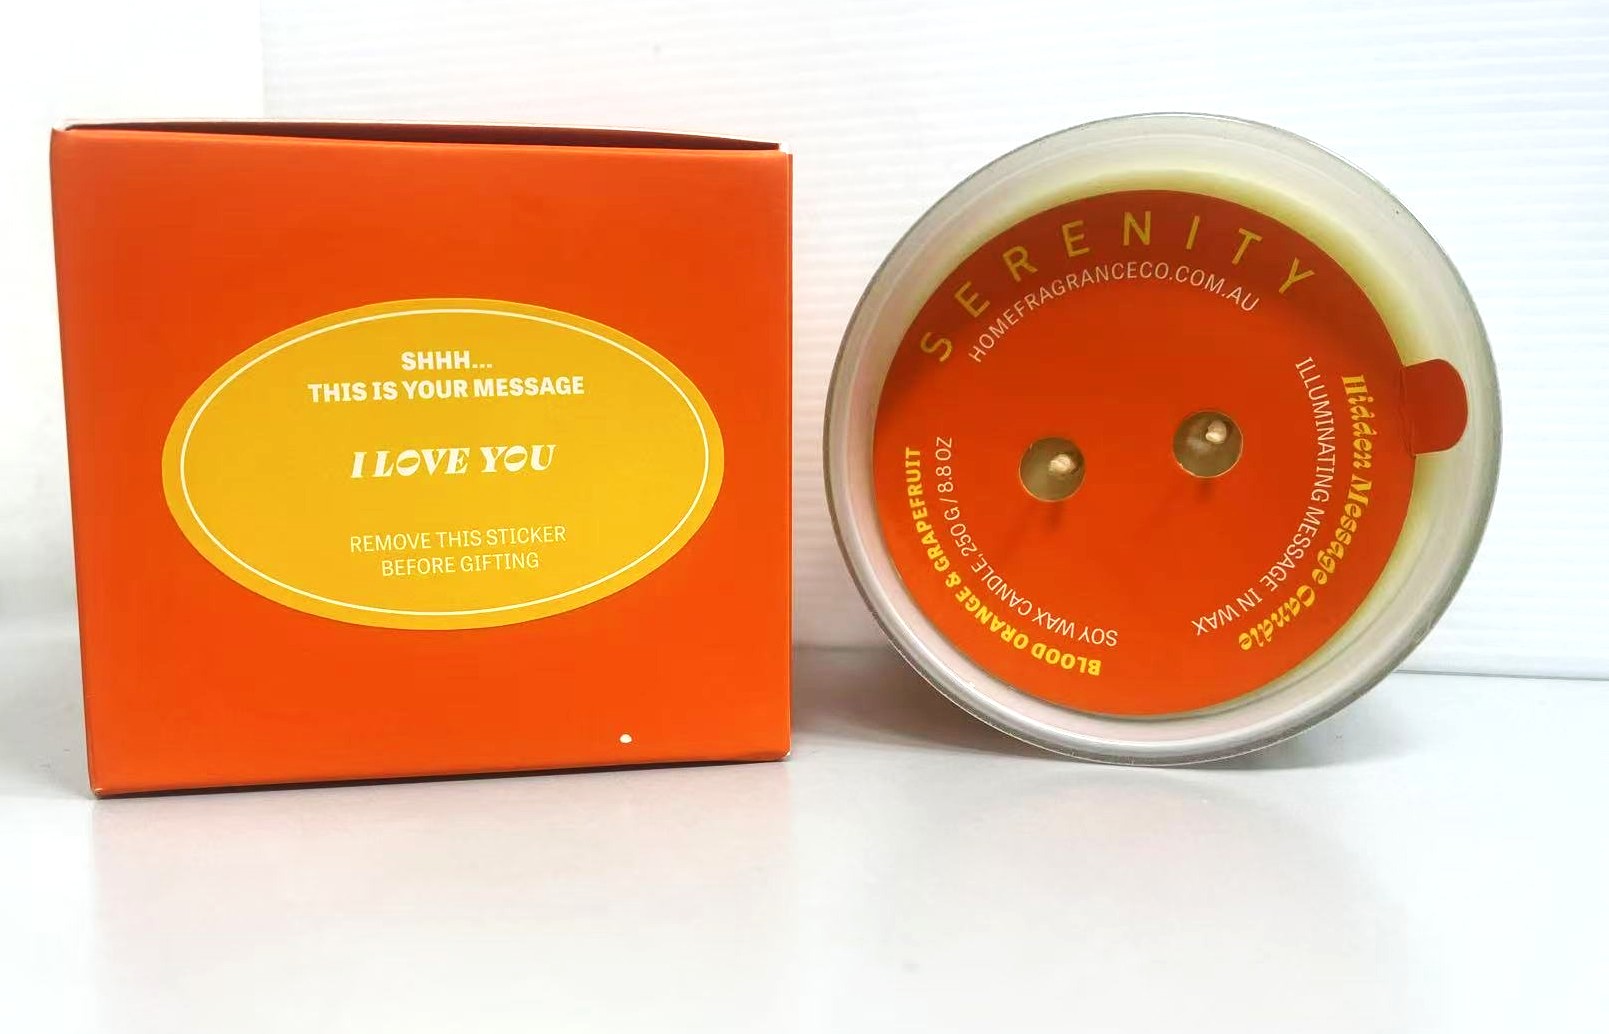 SHHH...
THIS IS YOUR MESSAGE
I LOVE YOU
REMOVE THIS STICKER
BEFORE GIFTING
SERENITY
HOMEFRAGRANCECO.COM.AU
Hidden Message Candle
ILLUMINATING MESSAGE IN WAX
BLOOD ORANGE & GRAPEFRUIT
SOY WAX CANDLE, 250 G / 8.8 OZ